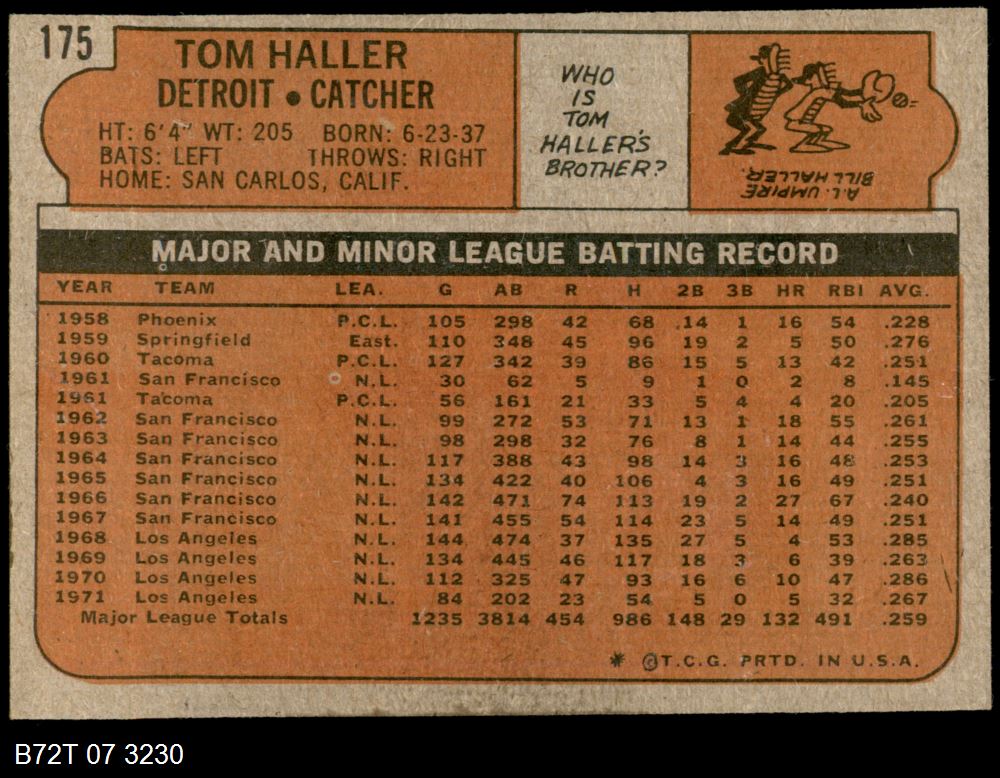 175
TOM HALLER
DETROIT • CATCHER
HT: 6'4" WT: 205 BORN: 6-23-37
BATS: LEFT THROWS: RIGHT
HOME: SAN CARLOS, CALIF.
WHO
IS
TOM
HALLER'S
BROTHER?
A.L. UMPIRE
BILL HALLER.
MAJOR AND MINOR LEAGUE BATTING RECORD
YEAR TEAM LEA. G AB R H 2B 3B HR RBI AVG.
1958 Phoenix P.C.L. 105 298 42 68 14 1 16 54 .228
1959 Springfield East. 110 348 45 96 19 2 5 50 .276
1960 Tacoma P.C.L. 127 342 39 86 15 5 13 42 .251
1961 San Francisco N.L. 30 62 5 9 1 0 2 8 .145
1961 Tacoma P.C.L. 56 161 21 33 5 4 4 20 .205
1962 San Francisco N.L. 99 272 53 71 13 1 18 55 .261
1963 San Francisco N.L. 98 298 32 76 8 1 14 44 .255
1964 San Francisco N.L. 117 388 43 98 14 3 16 48 .253
1965 San Francisco N.L. 134 422 40 106 4 3 16 49 .251
1966 San Francisco N.L. 142 471 74 113 19 2 27 67 .240
1967 San Francisco N.L. 141 455 54 114 23 5 14 49 .251
1968 Los Angeles N.L. 144 474 37 135 27 5 4 53 .285
1969 Los Angeles N.L. 134 445 46 117 18 3 6 39 .263
1970 Los Angeles N.L. 112 325 47 93 16 6 10 47 .286
1971 Los Angeles N.L. 84 202 23 54 5 0 5 32 .267
Major League Totals 1235 3814 454 986 148 29 132 491 .259
* ©T.C.G. PRTD. IN U.S.A.
B72T 07 3230